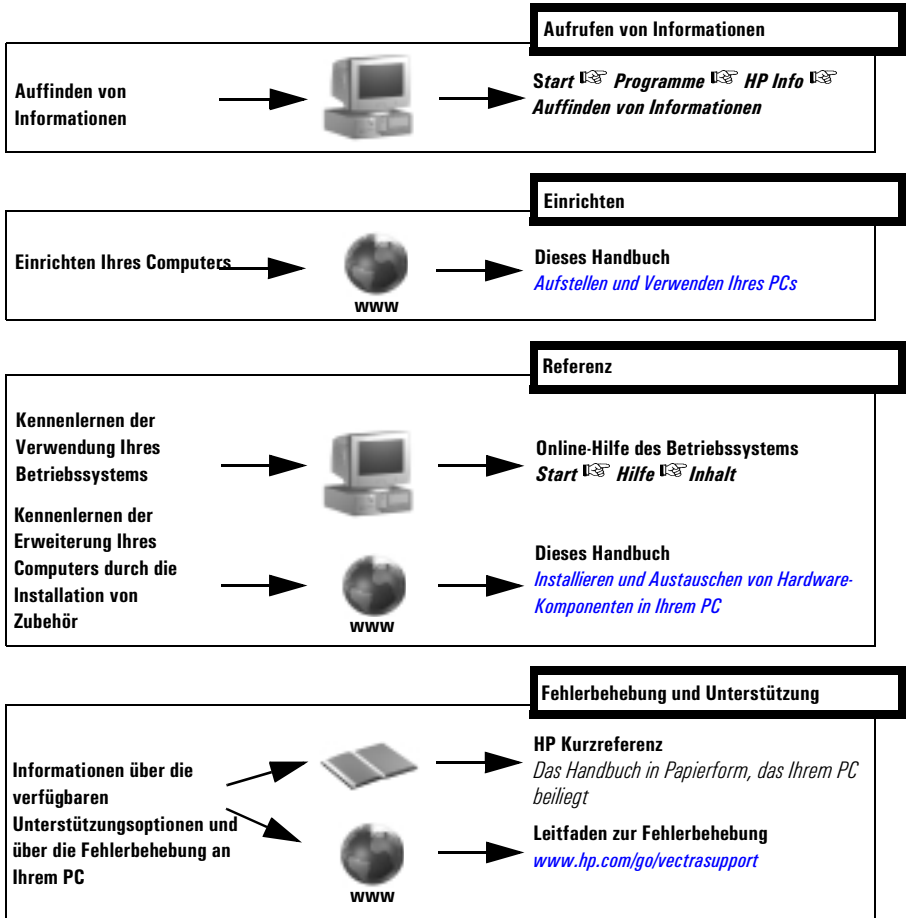 Aufrufen von Informationen
Auffinden von
Informationen
Start ☞ Programme ☞ HP Info ☞
Auffinden von Informationen
Einrichten
Einrichten Ihres Computers
www
Dieses Handbuch
Aufstellen und Verwenden Ihres PCs
Referenz
Kennenlernen der
Verwendung Ihres
Betriebssystems
Online-Hilfe des Betriebssystems
Start ☞ Hilfe ☞ Inhalt
Kennenlernen der
Erweiterung Ihres
Computers durch die
Installation von
Zubehör
www
Dieses Handbuch
Installieren und Austauschen von Hardware-
Komponenten in Ihrem PC
Fehlerbehebung und Unterstützung
Informationen über die
verfügbaren
Unterstützungsoptionen und
über die Fehlerbehebung an
Ihrem PC
HP Kurzreferenz
Das Handbuch in Papierform, das Ihrem PC
beiliegt
www
Leitfaden zur Fehlerbehebung
www.hp.com/go/vectrasupport